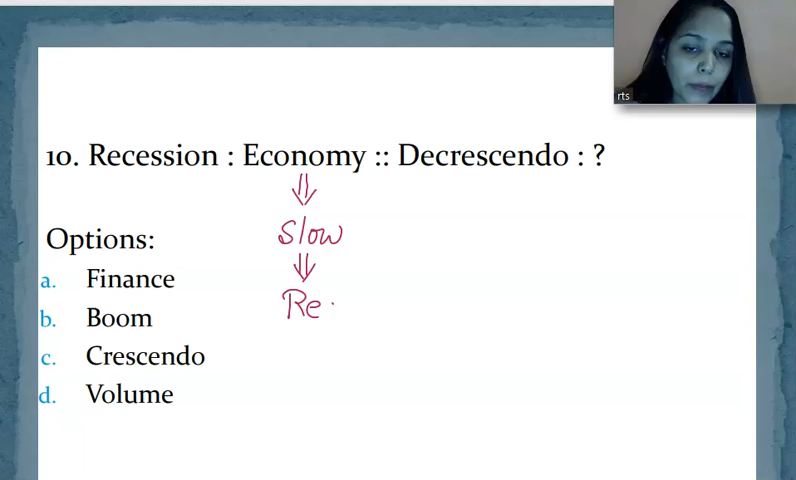 rts
10. Recession : Economy :: Decrescendo : ?
Slow
Options:
a. Finance
Re
b. Boom
c. Crescendo
d. Volume